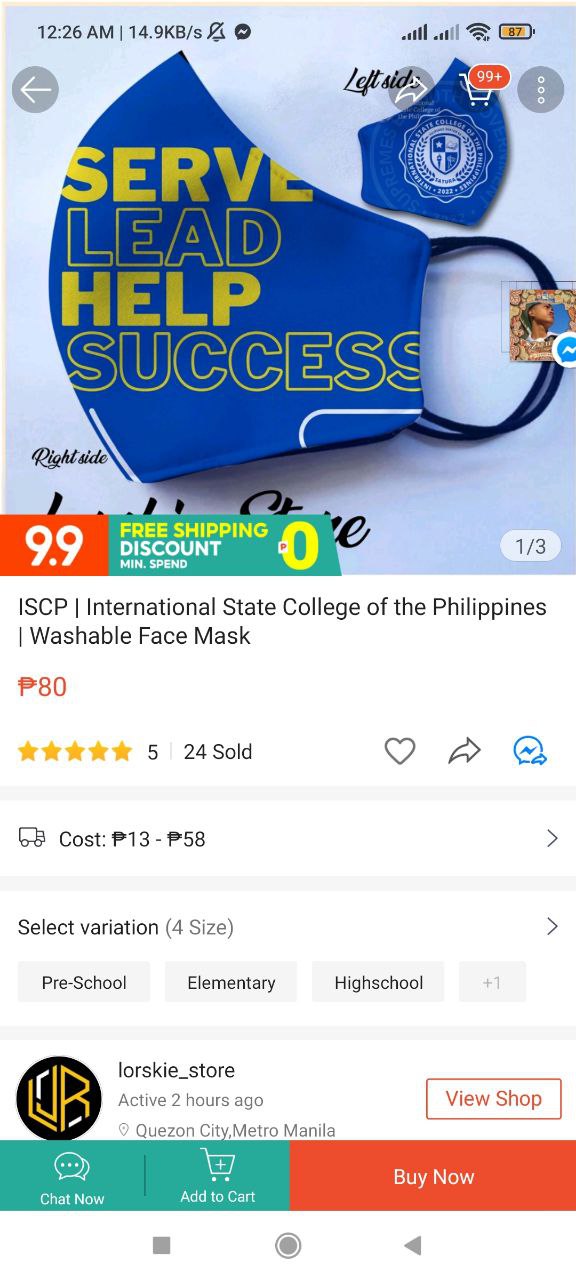 12:26 AM | 14.9KB/s
87
Left side
99+
INTERNATIONAL STATE COLLEGE OF THE PHILIPPINES
2022
SERVE
LEAD
HELP
SUCCESS
Right side
9.9
FREE SHIPPING
DISCOUNT
MIN. SPEND
₱0
1/3
ISCP | International State College of the Philippines
| Washable Face Mask
₱80
5
24 Sold
Cost: ₱13 - ₱58
Select variation (4 Size)
Pre-School
Elementary
Highschool
+1
lorskie_store
Active 2 hours ago
View Shop
Quezon City,Metro Manila
Chat Now
Add to Cart
Buy Now